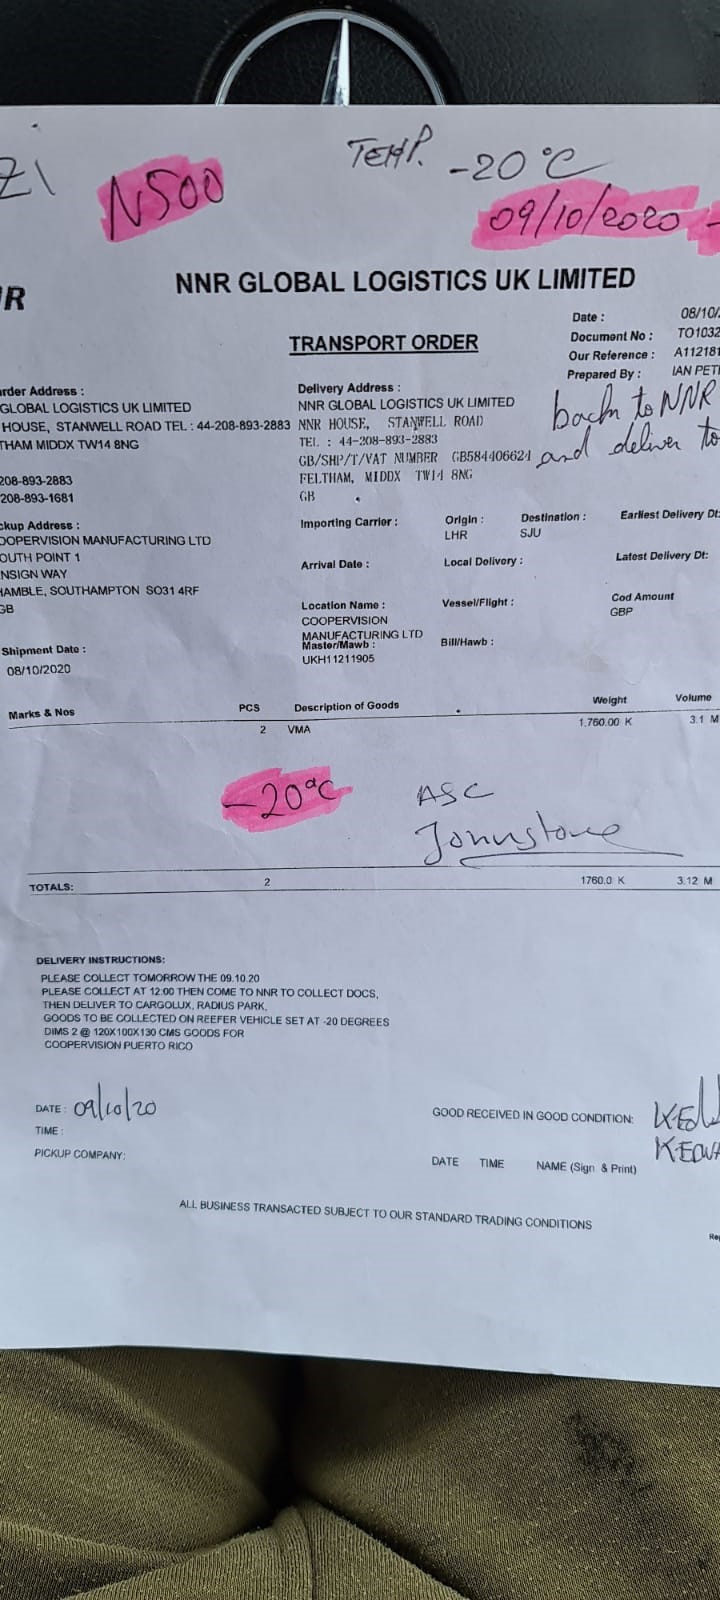 ZI N500 TEMP. -20°C
09/10/2020 -
NNR GLOBAL LOGISTICS UK LIMITED
TRANSPORT ORDER
Date : 08/10/
Document No : TO1032
Our Reference : A112181
Prepared By : IAN PET
back to NNR
and deliver to
rder Address :
GLOBAL LOGISTICS UK LIMITED
HOUSE, STANWELL ROAD TEL : 44-208-893-2883
THAM MIDDX TW14 8NG
208-893-2883
208-893-1681
Delivery Address :
NNR GLOBAL LOGISTICS UK LIMITED
NNR HOUSE, STANWELL ROAD
TEL : 44-208-893-2883
GB/SHP/T/VAT NUMBER GB584406624
FELTHAM, MIDDX TW14 8NG
GB
ckup Address :
OOPERVISION MANUFACTURING LTD
OUTH POINT 1
NSIGN WAY
HAMBLE, SOUTHAMPTON SO31 4RF
GB
Importing Carrier : Origin : Destination : Earliest Delivery Dt:
LHR SJU
Arrival Date : Local Delivery : Latest Delivery Dt:
Location Name : Vessel/Flight : Cod Amount
COOPERVISION GBP
MANUFACTURING LTD
Master/Mawb : Bill/Hawb :
UKH11211905
Shipment Date :
08/10/2020
Marks & Nos PCS Description of Goods Weight Volume
2 VMA 1,760.00 K 3.1 M
-20°C ASC
Johnstone
TOTALS: 2 1760.0 K 3.12 M
DELIVERY INSTRUCTIONS:
PLEASE COLLECT TOMORROW THE 09.10.20
PLEASE COLLECT AT 12:00 THEN COME TO NNR TO COLLECT DOCS,
THEN DELIVER TO CARGOLUX, RADIUS PARK,
GOODS TO BE COLLECTED ON REEFER VEHICLE SET AT -20 DEGREES
DIMS 2 @ 120X100X130 CMS GOODS FOR
COOPERVISION PUERTO RICO
DATE : 09/10/20
TIME :
PICKUP COMPANY:
GOOD RECEIVED IN GOOD CONDITION:
DATE TIME NAME (Sign & Print)
ALL BUSINESS TRANSACTED SUBJECT TO OUR STANDARD TRADING CONDITIONS